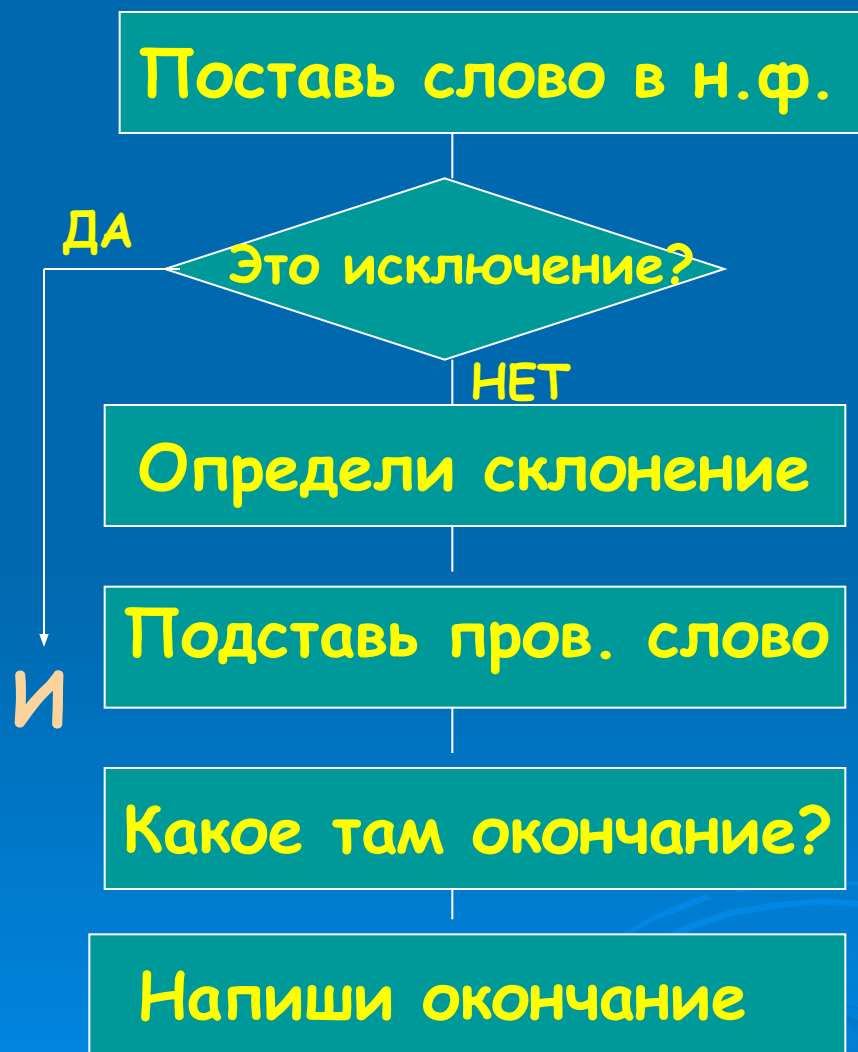 Поставь слово в н.ф.
ДА
Это исключение?
НЕТ
Определи склонение
Подставь пров. слово
И
Какое там окончание?
Напиши окончание